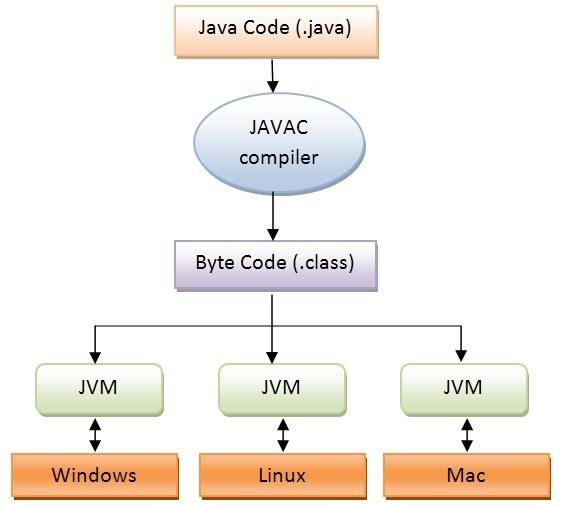 Java Code (.java)
JAVAC
compiler
Byte Code (.class)
JVM
JVM
JVM
Windows
Linux
Mac